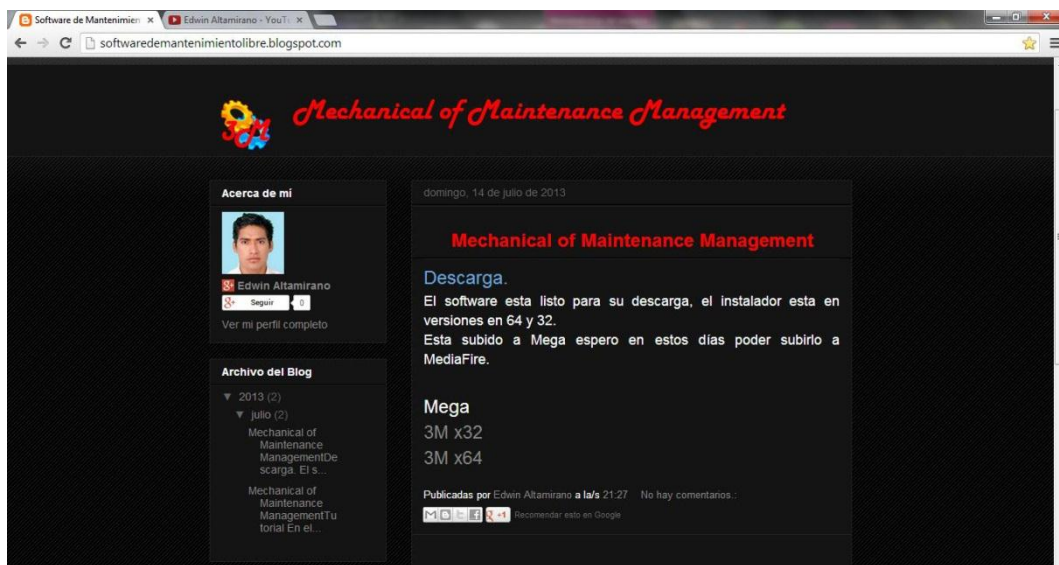 Software de Mantenimien
Edwin Altamirano - YouTu
softwaredemantenimientolibre.blogspot.com
3M
Mechanical of Maintenance Management
Acerca de mí
Edwin Altamirano
Seguir 0
Ver mi perfil completo
Archivo del Blog
▼ 2013 (2)
▼ julio (2)
Mechanical of
Maintenance
ManagementDe
scarga. El s...
Mechanical of
Maintenance
ManagementTu
torial En el...
domingo, 14 de julio de 2013
Mechanical of Maintenance Management
Descarga.
El software esta listo para su descarga, el instalador esta en
versiones en 64 y 32.
Esta subido a Mega espero en estos días poder subirlo a
MediaFire.
Mega
3M x32
3M x64
Publicadas por Edwin Altamirano a la/s 21:27 No hay comentarios.:
+1 Recomendar esto en Google